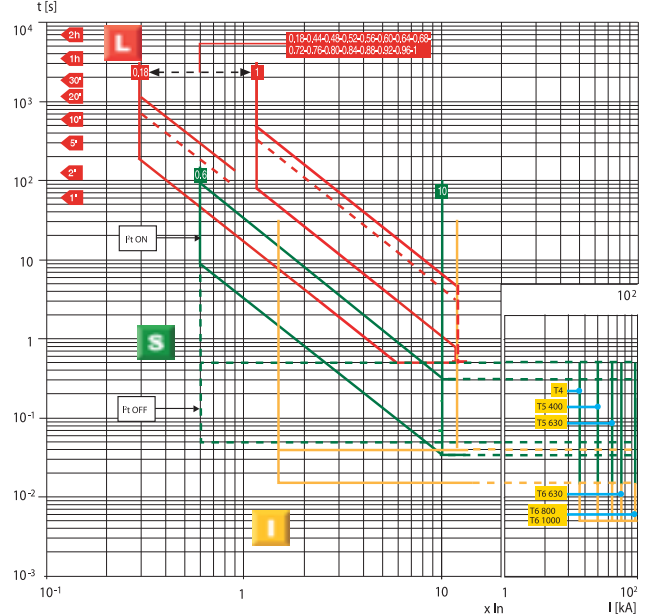 t [s]
10⁴
2h
L
0,18-0,44-0,48-0,52-0,56-0,60-0,64-0,68-
0,72-0,76-0,80-0,84-0,88-0,92-0,96-1
1h
0,18
1
30'
20'
10³
10'
5'
2'
0,6
10²
1'
10
I²t ON
10
10²
1
S
T4
T5 400
I²t OFF
T5 630
10⁻¹
10⁻²
T6 630
T6 800
T6 1000
I
10⁻³
10⁻¹
1
10
1
10
10²
x In
I [kA]